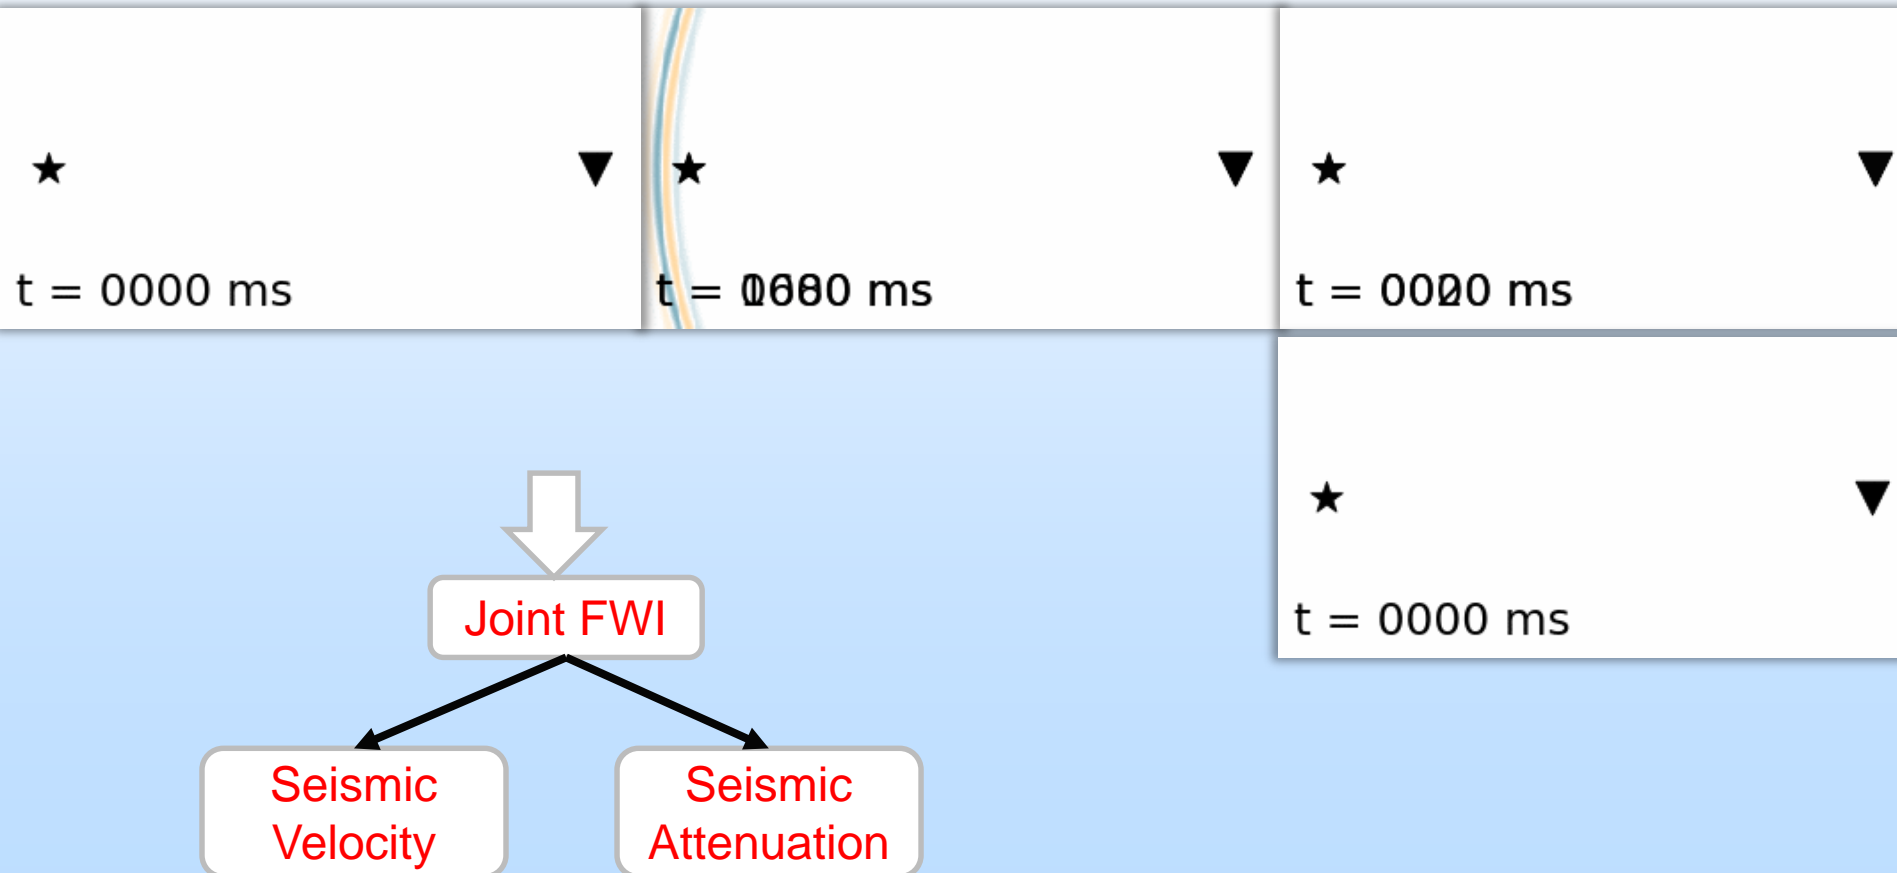 t = 0000 ms
t = ms
t = ms
t = 0000 ms
Joint FWI
Seismic
Velocity
Seismic
Attenuation